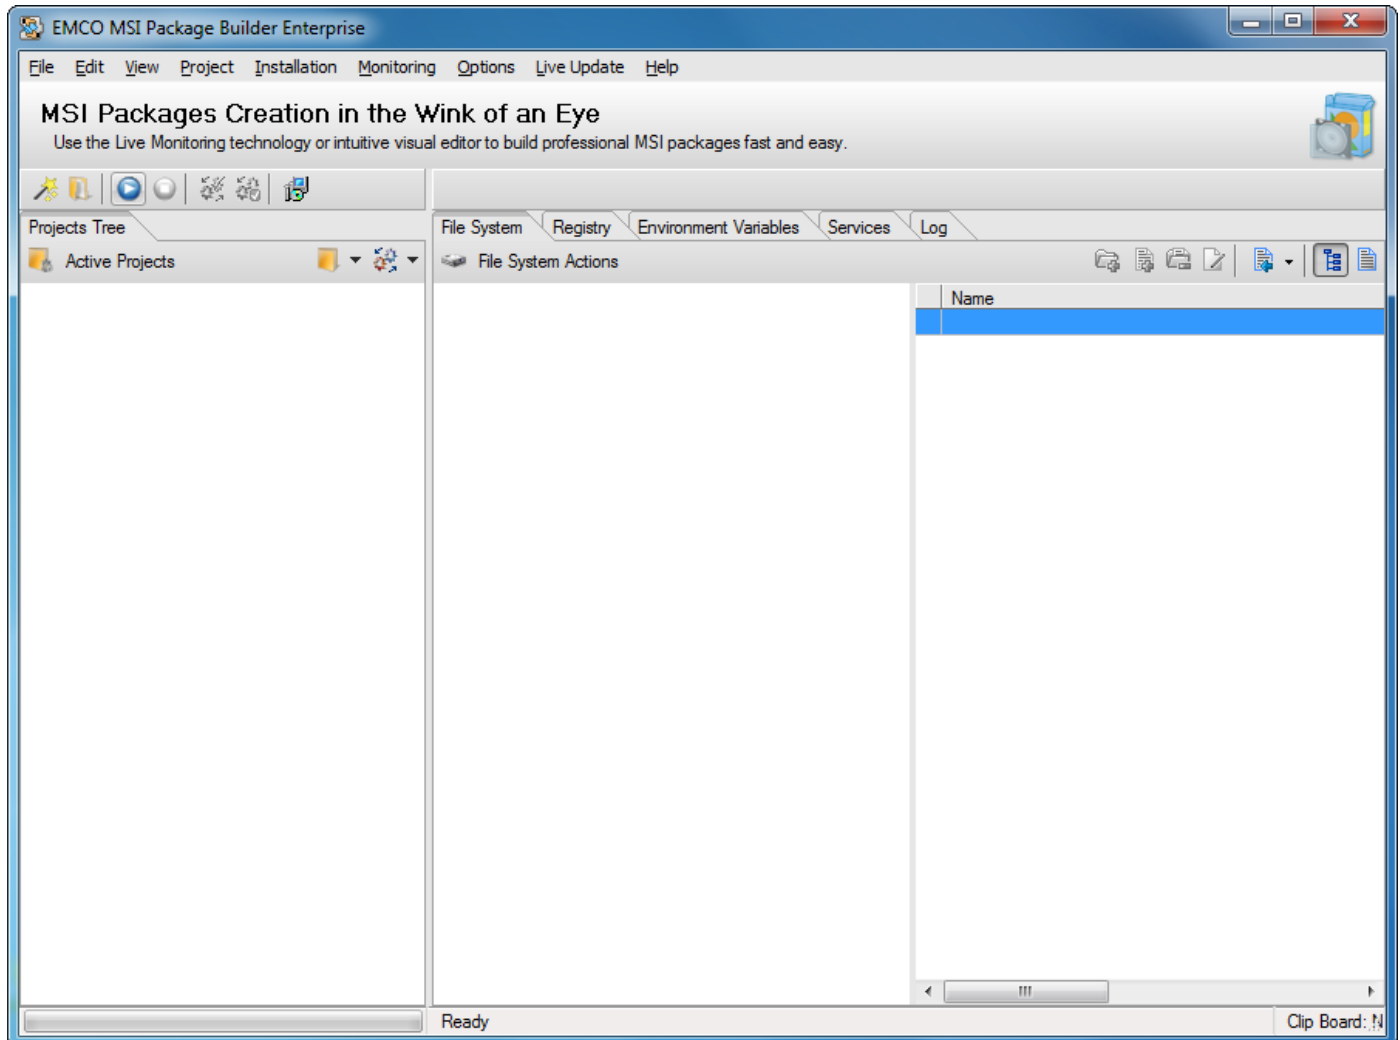 EMCO MSI Package Builder Enterprise
File Edit View Project Installation Monitoring Options Live Update Help
MSI Packages Creation in the Wink of an Eye
Use the Live Monitoring technology or intuitive visual editor to build professional MSI packages fast and easy.
Projects Tree
File System Registry Environment Variables Services Log
Active Projects
File System Actions
Name
Ready
Clip Board: N